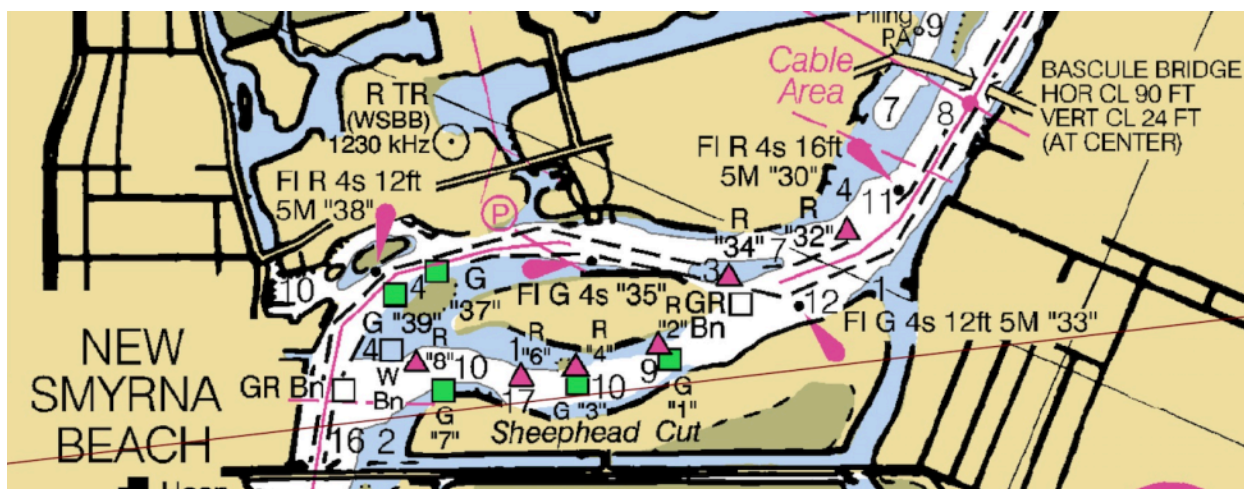 Piling
PA
9
Cable
Area
BASCULE BRIDGE
HOR CL 90 FT
VERT CL 24 FT
(AT CENTER)
7
8
R TR
(WSBB)
1230 kHz
Fl R 4s 16ft
5M "30"
4
11
Fl R 4s 12ft
5M "38"
P
R
"34"
R
"32"
7
3
10
4
G
"37"
G "39"
Fl G 4s "35"
R
"2"
GR
Bn
12
1
Fl G 4s 12ft 5M "33"
NEW
SMYRNA
BEACH
GR Bn
4
W
Bn
R
"8"
10
R
1 "6"
R
"4"
17
10
9
G
"7"
G "3"
G
"1"
Sheephead Cut
16
2